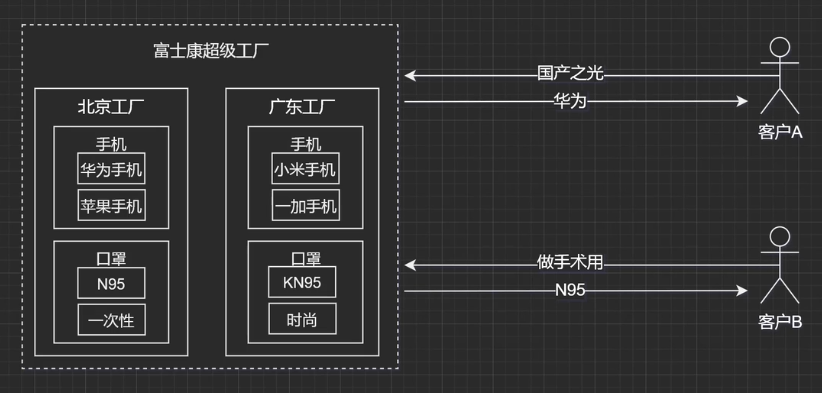 富士康超级工厂
北京工厂
手机
华为手机
苹果手机
口罩
N95
一次性
广东工厂
手机
小米手机
一加手机
口罩
KN95
时尚
国产之光
华为
客户A
做手术用
N95
客户B